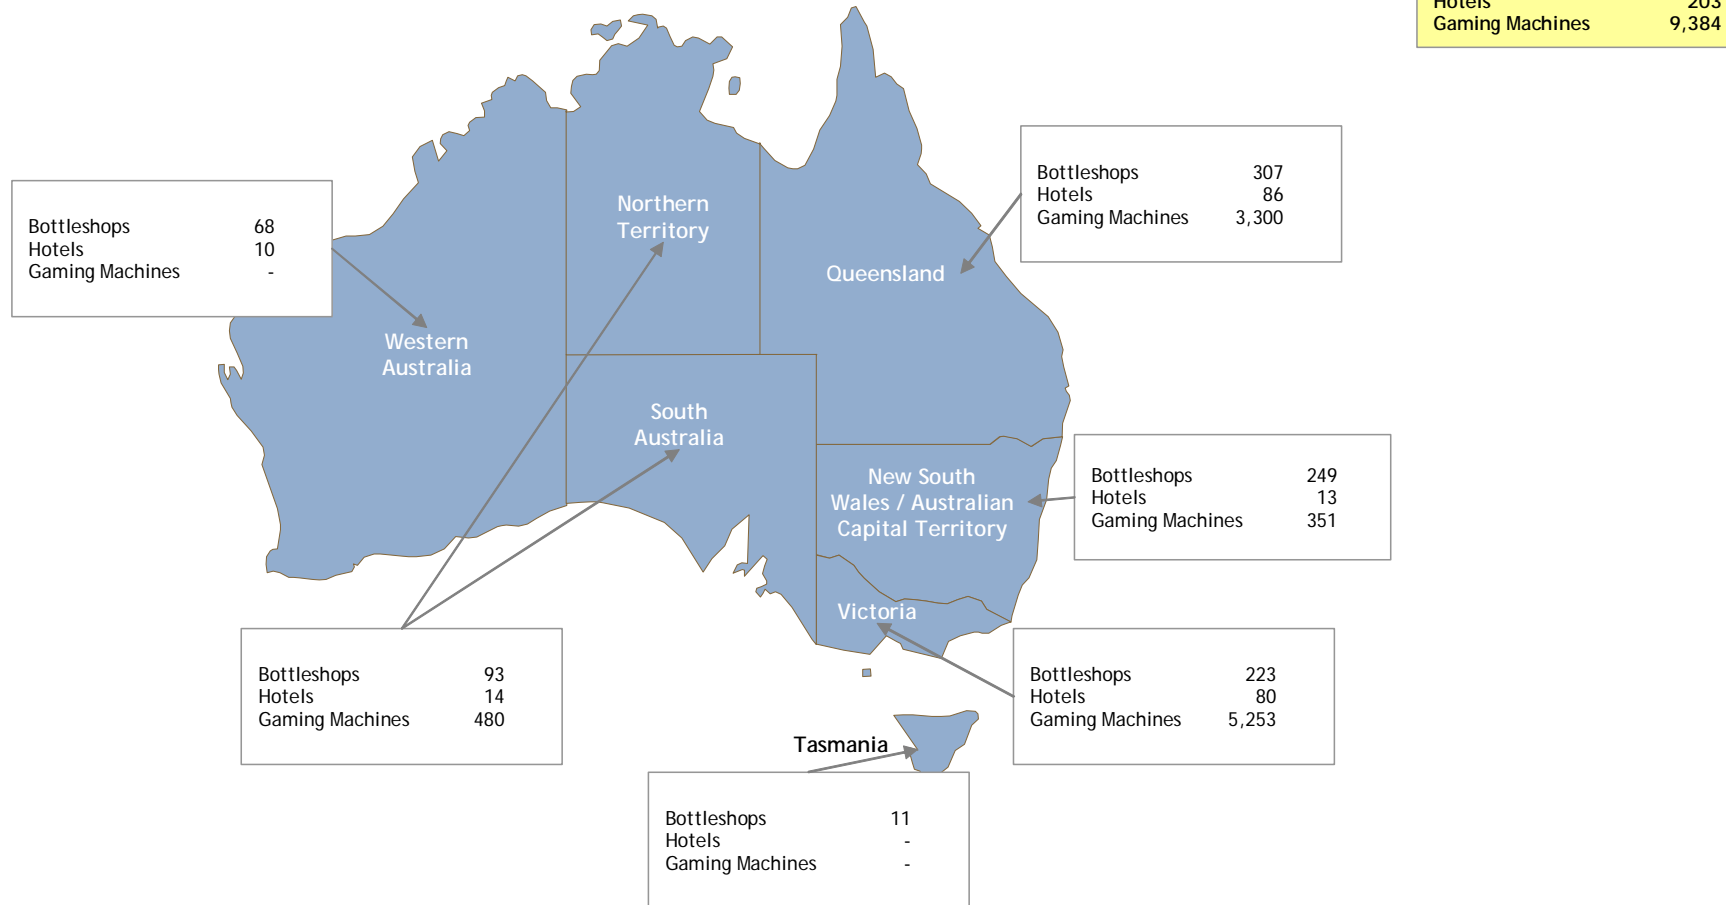 Hotels 203
Gaming Machines 9,384
Bottleshops 307
Hotels 86
Gaming Machines 3,300
Northern
Territory
Queensland
Bottleshops 68
Hotels 10
Gaming Machines -
Western
Australia
South
Australia
New South
Wales / Australian
Capital Territory
Bottleshops 249
Hotels 13
Gaming Machines 351
Victoria
Bottleshops 93
Hotels 14
Gaming Machines 480
Bottleshops 223
Hotels 80
Gaming Machines 5,253
Tasmania
Bottleshops 11
Hotels -
Gaming Machines -